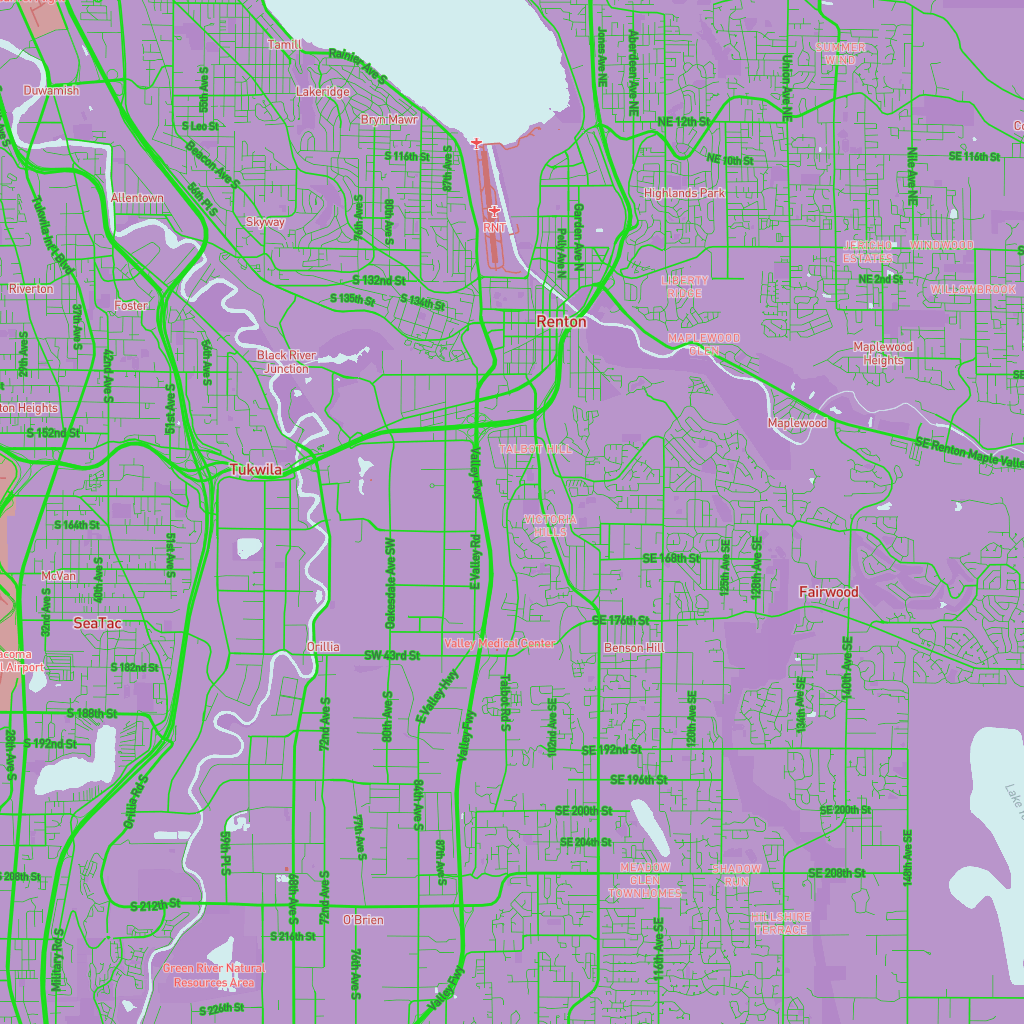 Tamill
Rainier Ave S
SUMMER
WIND
Aberdeen Ave NE
Jones Ave NE
Union Ave NE
Duwamish
55th Ave S
Lakeridge
S Leo St
Bryn Mawr
NE 12th St
Beacon Ave S
S 116th St
87th Ave S
NE 10th St
SE 116th St
Nile Ave NE
56th Pl S
Allentown
Highlands Park
Tukwila Int'l Blvd
Skyway
76th Ave S
80th Ave S
RNT
Garden Ave N
Pelly Ave N
JERICHO
ESTATES
WINDWOOD
S 132nd St
NE 2nd St
Riverton
LIBERTY
RIDGE
WILLOWBROOK
Foster
S 135th St
S 134th St
37th Ave S
Renton
29th Ave S
42nd Ave S
54th Ave S
Black River
Junction
MAPLEWOOD
GLEN
Maplewood
Heights
51st Ave S
ton Heights
Maplewood
S 152nd St
SE Renton Maple Valle
TALBOT HILL
Tukwila
Valley Fwy
S 164th St
VICTORIA
HILLS
51st Ave S
Oakesdale Ave SW
E Valley Rd
SE 168th St
125th Ave SE
128th Ave SE
McVan
40th Ave S
32nd Ave S
Fairwood
SeaTac
SE 176th St
Orillia
Valley Medical Center
Benson Hill
acoma
l Airport
S 182nd St
SW 43rd St
140th Ave SE
E Valley Hwy
Talbot Rd S
134th Ave SE
S 188th St
72nd Ave S
80th Ave S
102nd Ave SE
120th Ave SE
28th Ave S
S 192nd St
Valley Fwy
SE 192nd St
SE 196th St
Orillia Rd S
84th Ave S
SE 200th St
SE 200th St
59th Pl S
77th Ave S
87th Ave S
SE 204th St
148th Ave SE
S 208th St
68th Ave S
72nd Ave S
MEADOW
GLEN
TOWNHOMES
SHADOW
RUN
SE 208th St
S 212th St
O'Brien
HILLSHIRE
TERRACE
S 216th St
Military Rd S
76th Ave S
116th Ave SE
Green River Natural
Resources Area
Valley Fwy
S 226th St